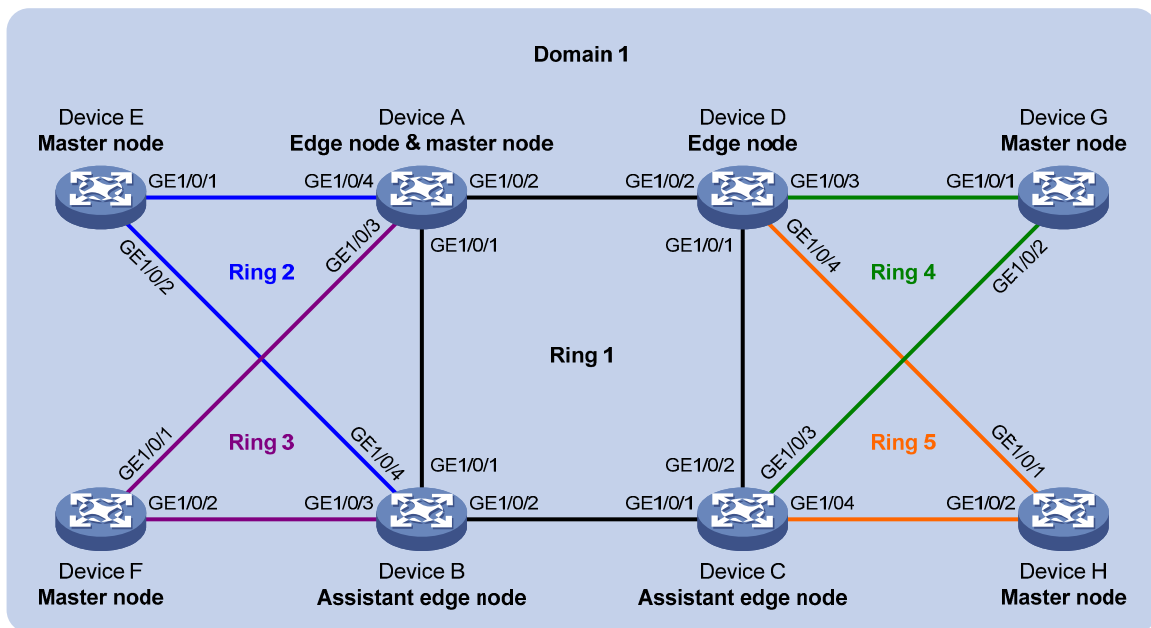 Domain 1
Device E
Master node
Device A
Edge node & master node
Device D
Edge node
Device G
Master node
GE1/0/1
GE1/0/4
GE1/0/2
GE1/0/2
GE1/0/3
GE1/0/1
GE1/0/2
GE1/0/3
GE1/0/1
GE1/0/1
GE1/0/4
GE1/0/2
Ring 2
Ring 4
Ring 1
Ring 3
Ring 5
GE1/0/1
GE1/0/4
GE1/0/1
GE1/0/2
GE1/0/3
GE1/0/1
GE1/0/2
GE1/0/3
GE1/0/2
GE1/0/1
GE1/04
GE1/0/2
Device F
Master node
Device B
Assistant edge node
Device C
Assistant edge node
Device H
Master node